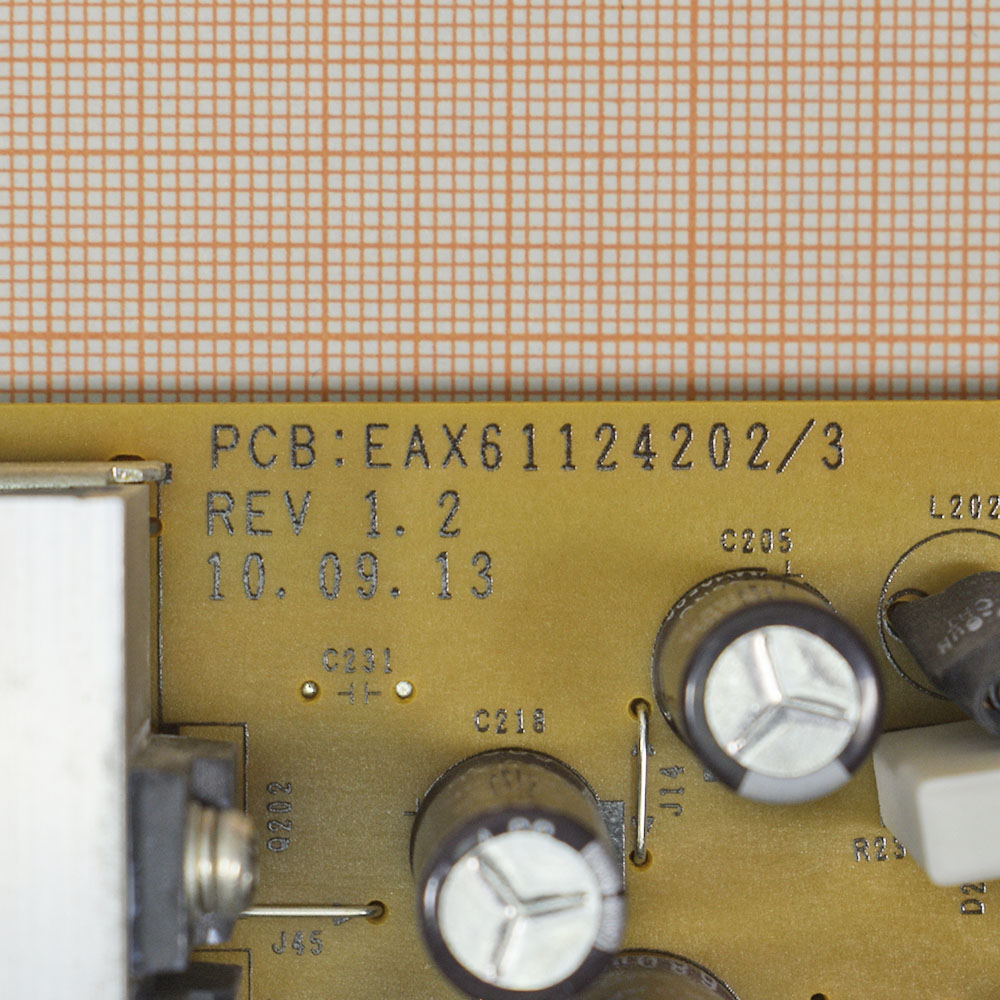 PCB:EAX61124202/3
REV 1.2
10.09.13
L202
C205
C231
C218
J14
Q202
J45